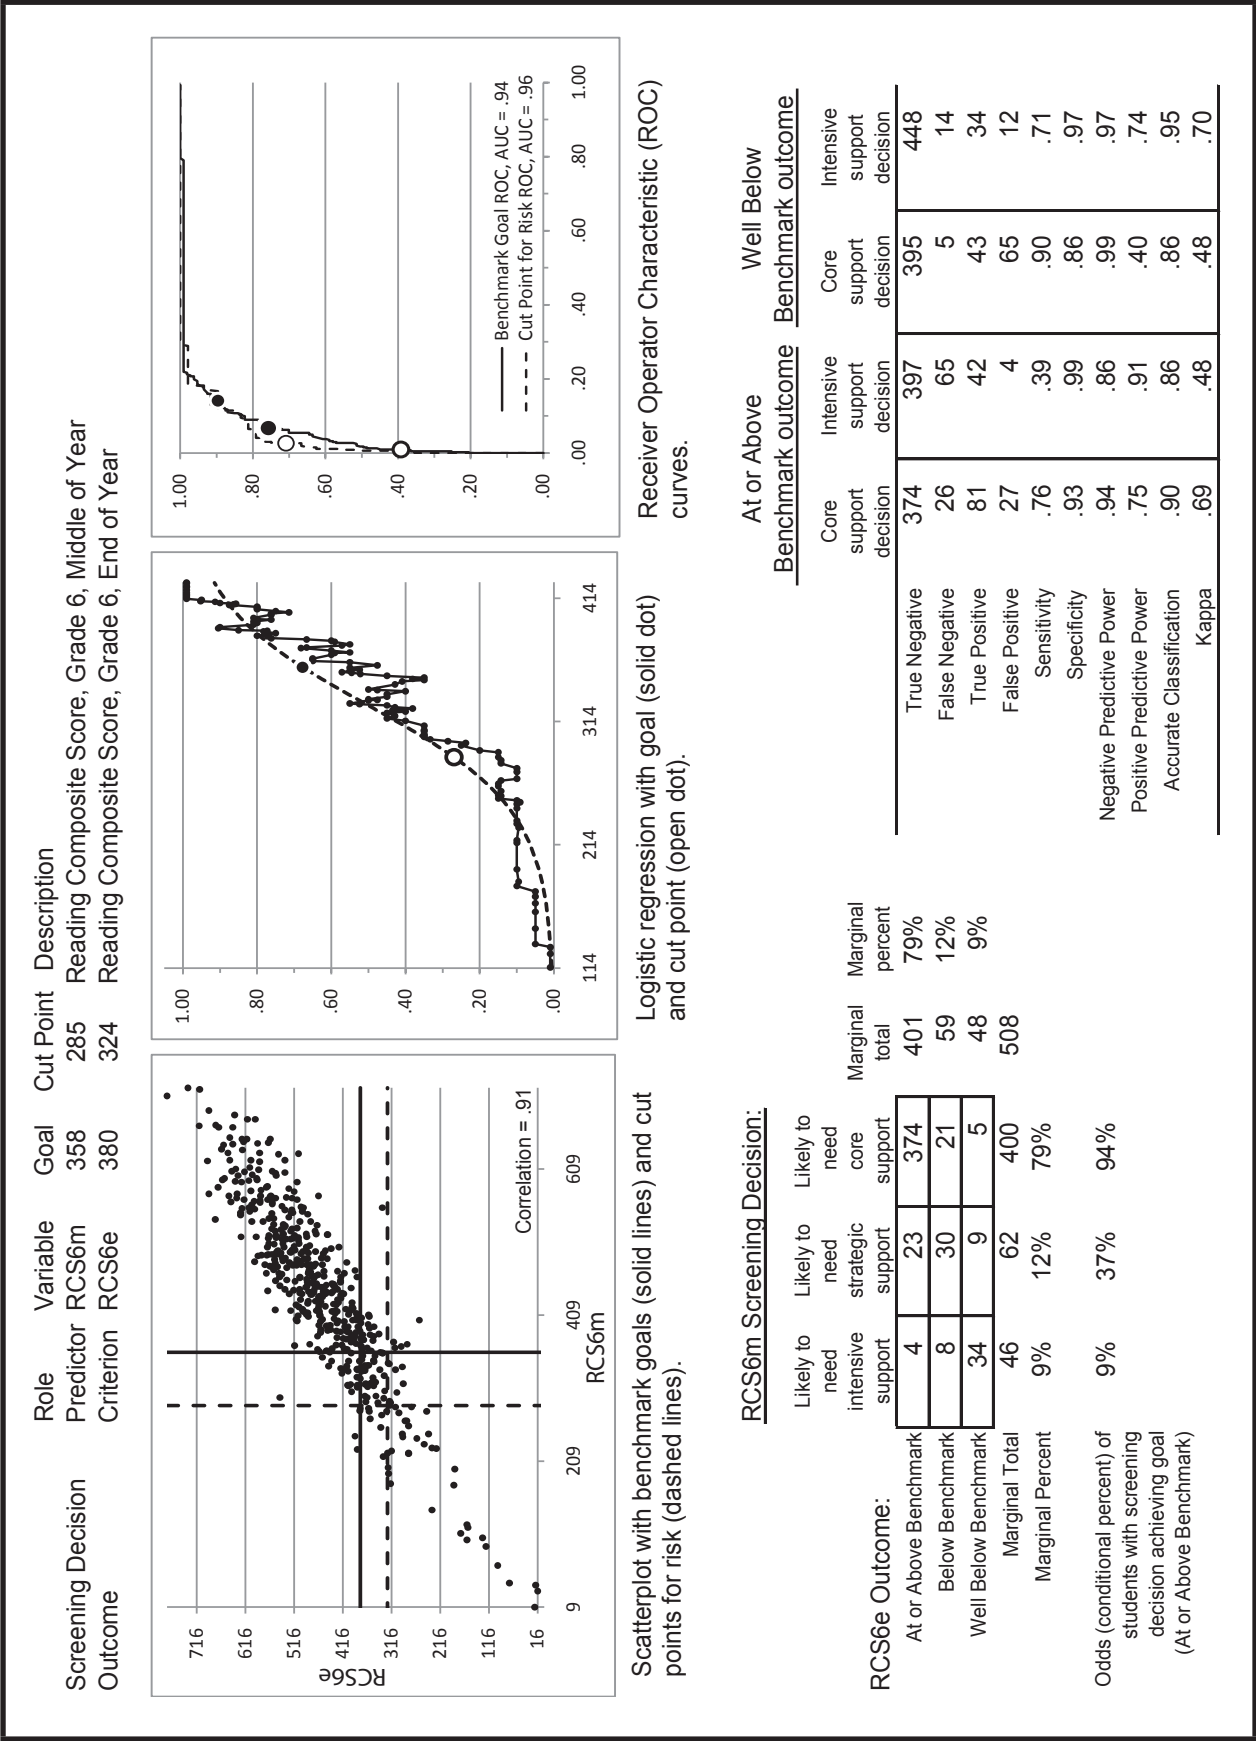 Role Variable Goal Cut Point Description
Screening Decision Predictor RCS6m 358 285 Reading Composite Score, Grade 6, Middle of Year
Outcome Criterion RCS6e 380 324 Reading Composite Score, Grade 6, End of Year
716
616
516
416
316
216
116
16
RCS6e
Correlation = .91
9 209 409 609
RCS6m
Scatterplot with benchmark goals (solid lines) and cut
points for risk (dashed lines).
1.00
.80
.60
.40
.20
.00
114 214 314 414
Logistic regression with goal (solid dot)
and cut point (open dot).
1.00
.80
.60
.40
.20
.00
Benchmark Goal ROC, AUC = .94
Cut Point for Risk ROC, AUC = .96
.00 .20 .40 .60 .80 1.00
Receiver Operator Characteristic (ROC)
curves.
RCS6m Screening Decision:
RCS6e Outcome:
Likely to need intensive support
Likely to need strategic support
Likely to need core support
Marginal total
Marginal percent
At or Above Benchmark 4 23 374 401 79%
Below Benchmark 8 30 21 59 12%
Well Below Benchmark 34 9 5 48 9%
Marginal Total 46 62 400 508
Marginal Percent 9% 12% 79%
Odds (conditional percent) of
students with screening
decision achieving goal
(At or Above Benchmark)
9% 37% 94%
At or Above
Benchmark outcome
Well Below
Benchmark outcome
Core support decision
Intensive support decision
Core support decision
Intensive support decision
True Negative 374 397 395 448
False Negative 26 65 5 14
True Positive 81 42 43 34
False Positive 27 4 65 12
Sensitivity .76 .39 .90 .71
Specificity .93 .99 .86 .97
Negative Predictive Power .94 .86 .99 .97
Positive Predictive Power .75 .91 .40 .74
Accurate Classification .90 .86 .86 .95
Kappa .69 .48 .48 .70